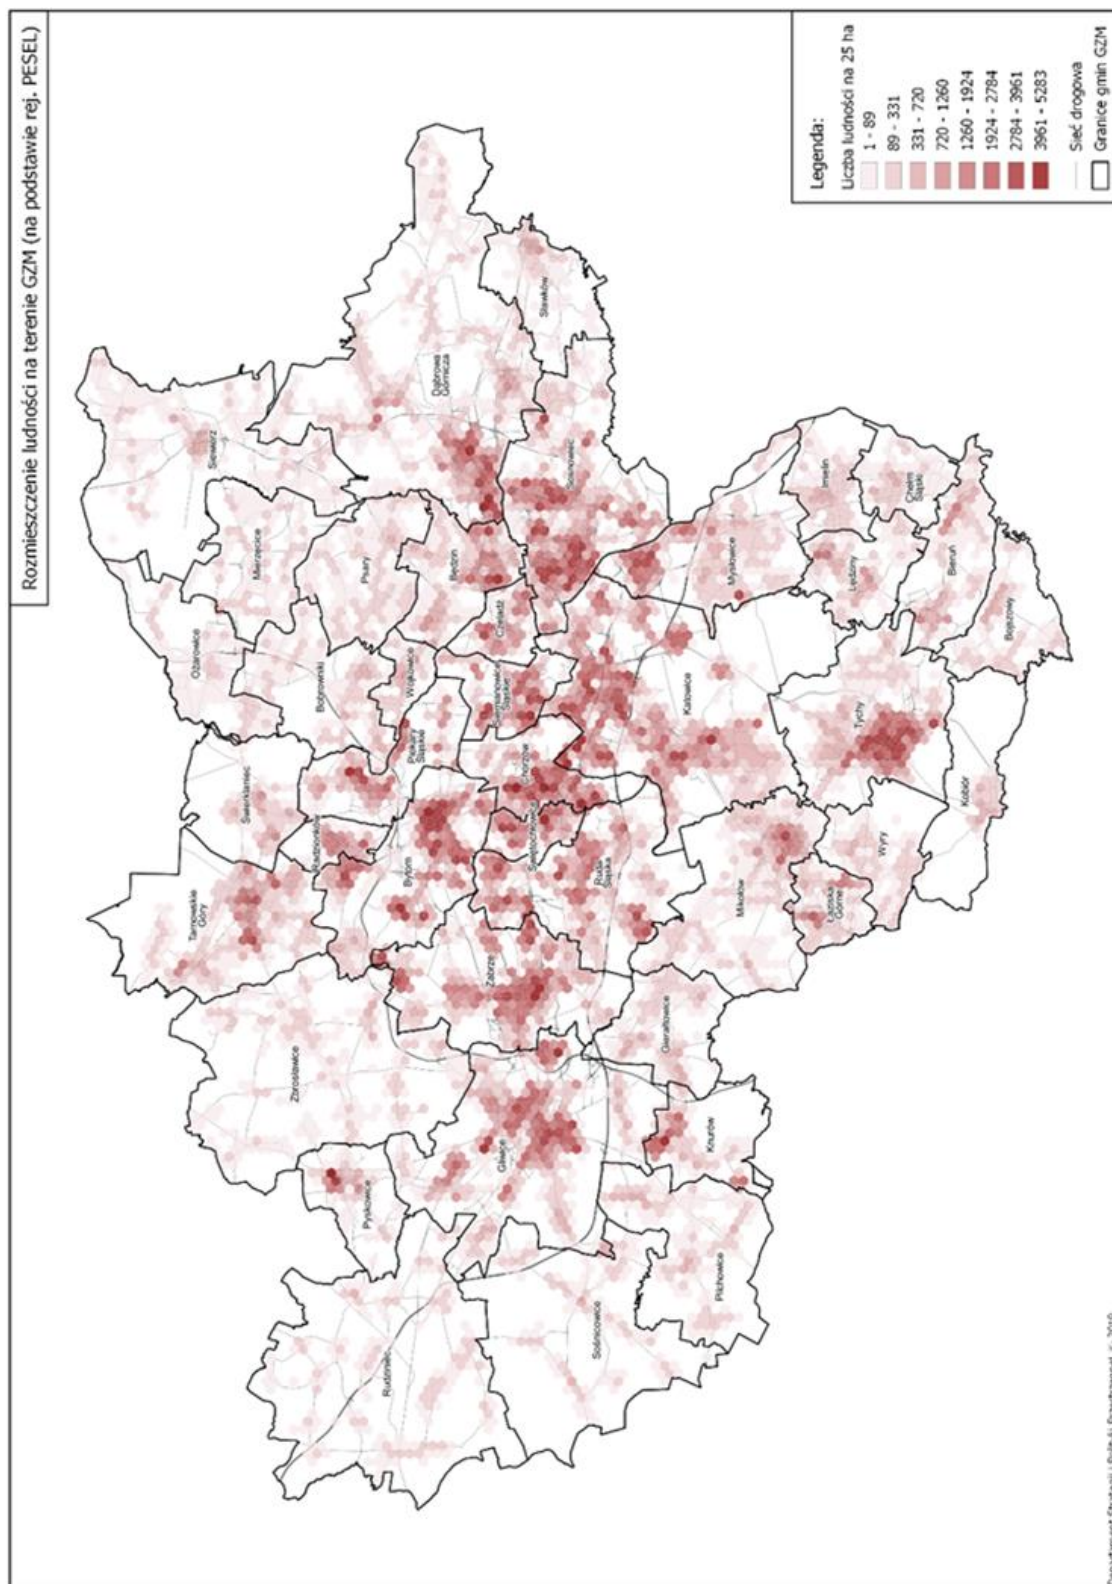 Rozmieszczenie ludności na terenie GZM (na podstawie rej. PESEL)
Siewierz
Mierzęcice
Ożarowice
Psary
Bobrowniki
Świerklaniec
Tarnowskie
Góry
Radzionków
Zbrosławice
Pyskowice
Rudziniec
Dąbrowa
Górnicza
Sławków
Będzin
Wojkowice
Piekary
Śląskie
Czeladź
Siemianowice
Śląskie
Sosnowiec
Bytom
Chorzów
Świętochłowice
Ruda
Śląska
Zabrze
Gliwice
Sośnicowice
Katowice
Mysłowice
Imielin
Chełm
Śląski
Lędziny
Bieruń
Bojszowy
Tychy
Kobiór
Wyry
Mikołów
Łaziska
Górne
Gierałtowice
Knurów
Pilchowice
Legenda:
Liczba ludności na 25 ha
1 - 89
89 - 331
331 - 720
720 - 1260
1260 - 1924
1924 - 2784
2784 - 3961
3961 - 5283
Sieć drogowa
Granice gmin GZM